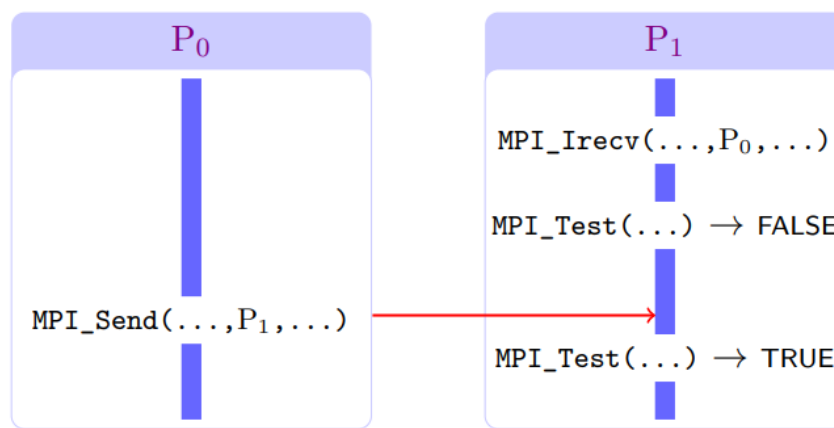 P₀
P₁
MPI_Irecv(...,P₀,...)
MPI_Test(...) → FALSE
MPI_Send(...,P₁,...)
MPI_Test(...) → TRUE